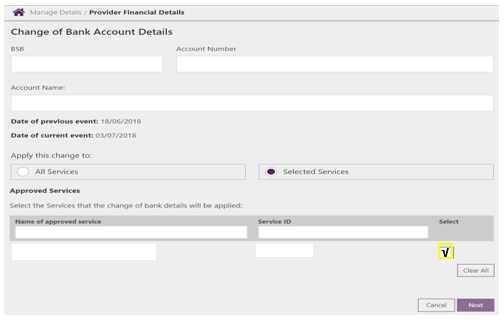 Manage Details / Provider Financial Details
Change of Bank Account Details
BSB Account Number
Account Name:
Date of previous event: 18/06/2018
Date of current event: 03/07/2018
Apply this change to:
All Services Selected Services
Approved Services
Select the Services that the change of bank details will be applied:
Name of approved service Service ID Select
√
Clear All
Cancel Next